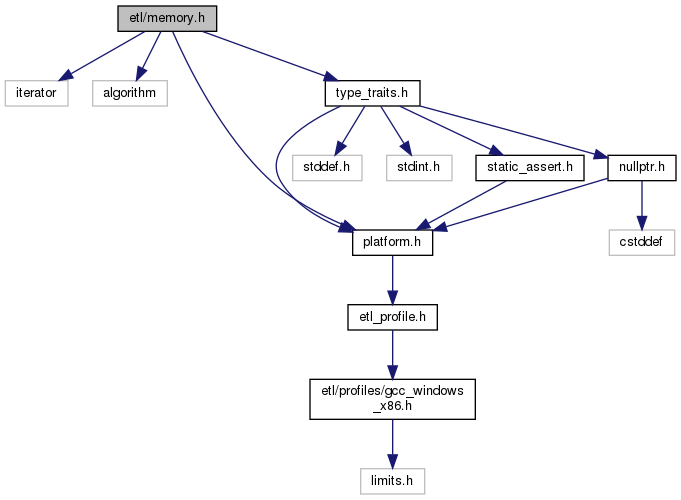 etl/memory.h
iterator
algorithm
type_traits.h
stddef.h
stdint.h
static_assert.h
nullptr.h
platform.h
cstddef
etl_profile.h
etl/profiles/gcc_windows
_x86.h
limits.h